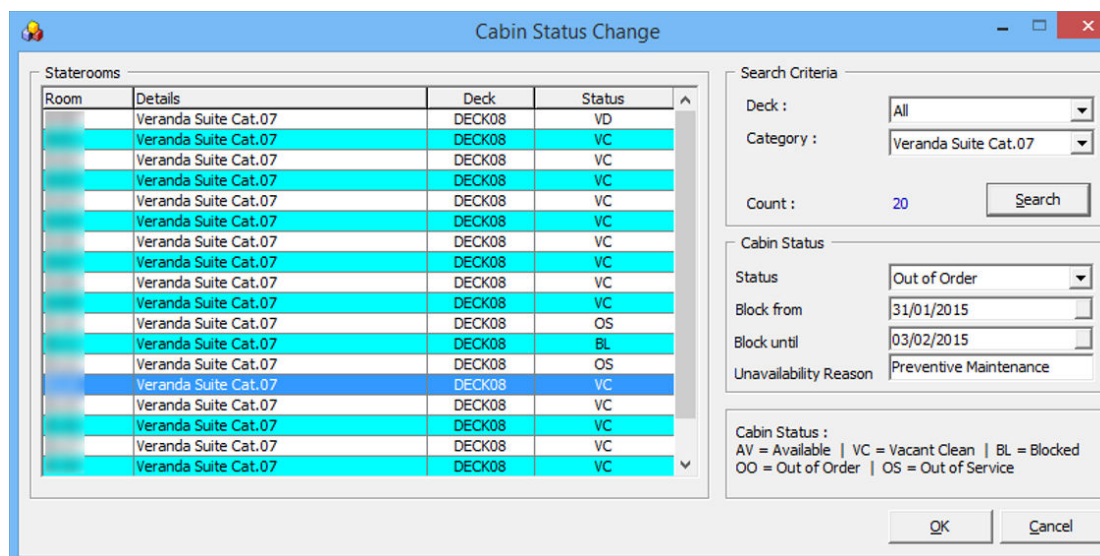 Cabin Status Change
Staterooms
Room Details Deck Status
Veranda Suite Cat.07 DECK08 VD
Veranda Suite Cat.07 DECK08 VC
Veranda Suite Cat.07 DECK08 VC
Veranda Suite Cat.07 DECK08 VC
Veranda Suite Cat.07 DECK08 VC
Veranda Suite Cat.07 DECK08 VC
Veranda Suite Cat.07 DECK08 VC
Veranda Suite Cat.07 DECK08 VC
Veranda Suite Cat.07 DECK08 VC
Veranda Suite Cat.07 DECK08 VC
Veranda Suite Cat.07 DECK08 OS
Veranda Suite Cat.07 DECK08 BL
Veranda Suite Cat.07 DECK08 OS
Veranda Suite Cat.07 DECK08 VC
Veranda Suite Cat.07 DECK08 VC
Veranda Suite Cat.07 DECK08 VC
Veranda Suite Cat.07 DECK08 VC
Veranda Suite Cat.07 DECK08 VC
Search Criteria
Deck : All
Category : Veranda Suite Cat.07
Count : 20 Search
Cabin Status
Status Out of Order
Block from 31/01/2015
Block until 03/02/2015
Unavailability Reason Preventive Maintenance
Cabin Status :
AV = Available | VC = Vacant Clean | BL = Blocked
OO = Out of Order | OS = Out of Service
OK Cancel